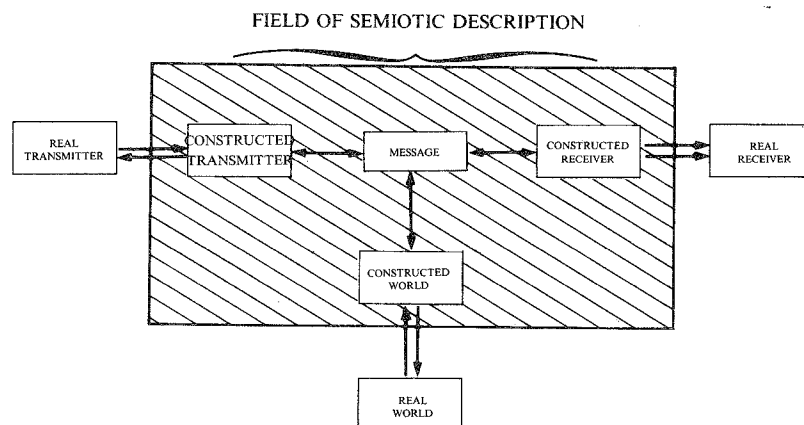 FIELD OF SEMIOTIC DESCRIPTION
REAL
TRANSMITTER
CONSTRUCTED
TRANSMITTER
MESSAGE
CONSTRUCTED
RECEIVER
REAL
RECEIVER
CONSTRUCTED
WORLD
REAL
WORLD